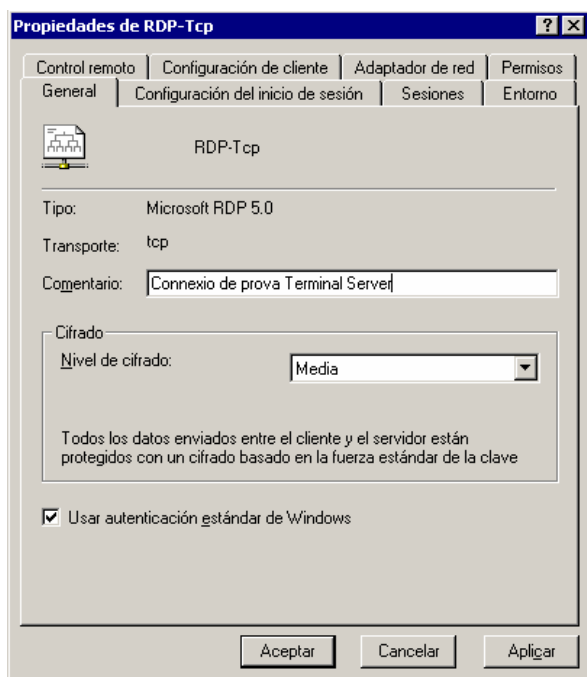 Propiedades de RDP-Tcp
Control remoto Configuración de cliente Adaptador de red Permisos
General Configuración del inicio de sesión Sesiones Entorno
RDP-Tcp
Tipo: Microsoft RDP 5.0
Transporte: tcp
Comentario: Connexio de prova Terminal Server
Cifrado
Nivel de cifrado: Media
Todos los datos enviados entre el cliente y el servidor están
protegidos con un cifrado basado en la fuerza estándar de la clave
Usar autenticación estándar de Windows
Aceptar Cancelar Aplicar